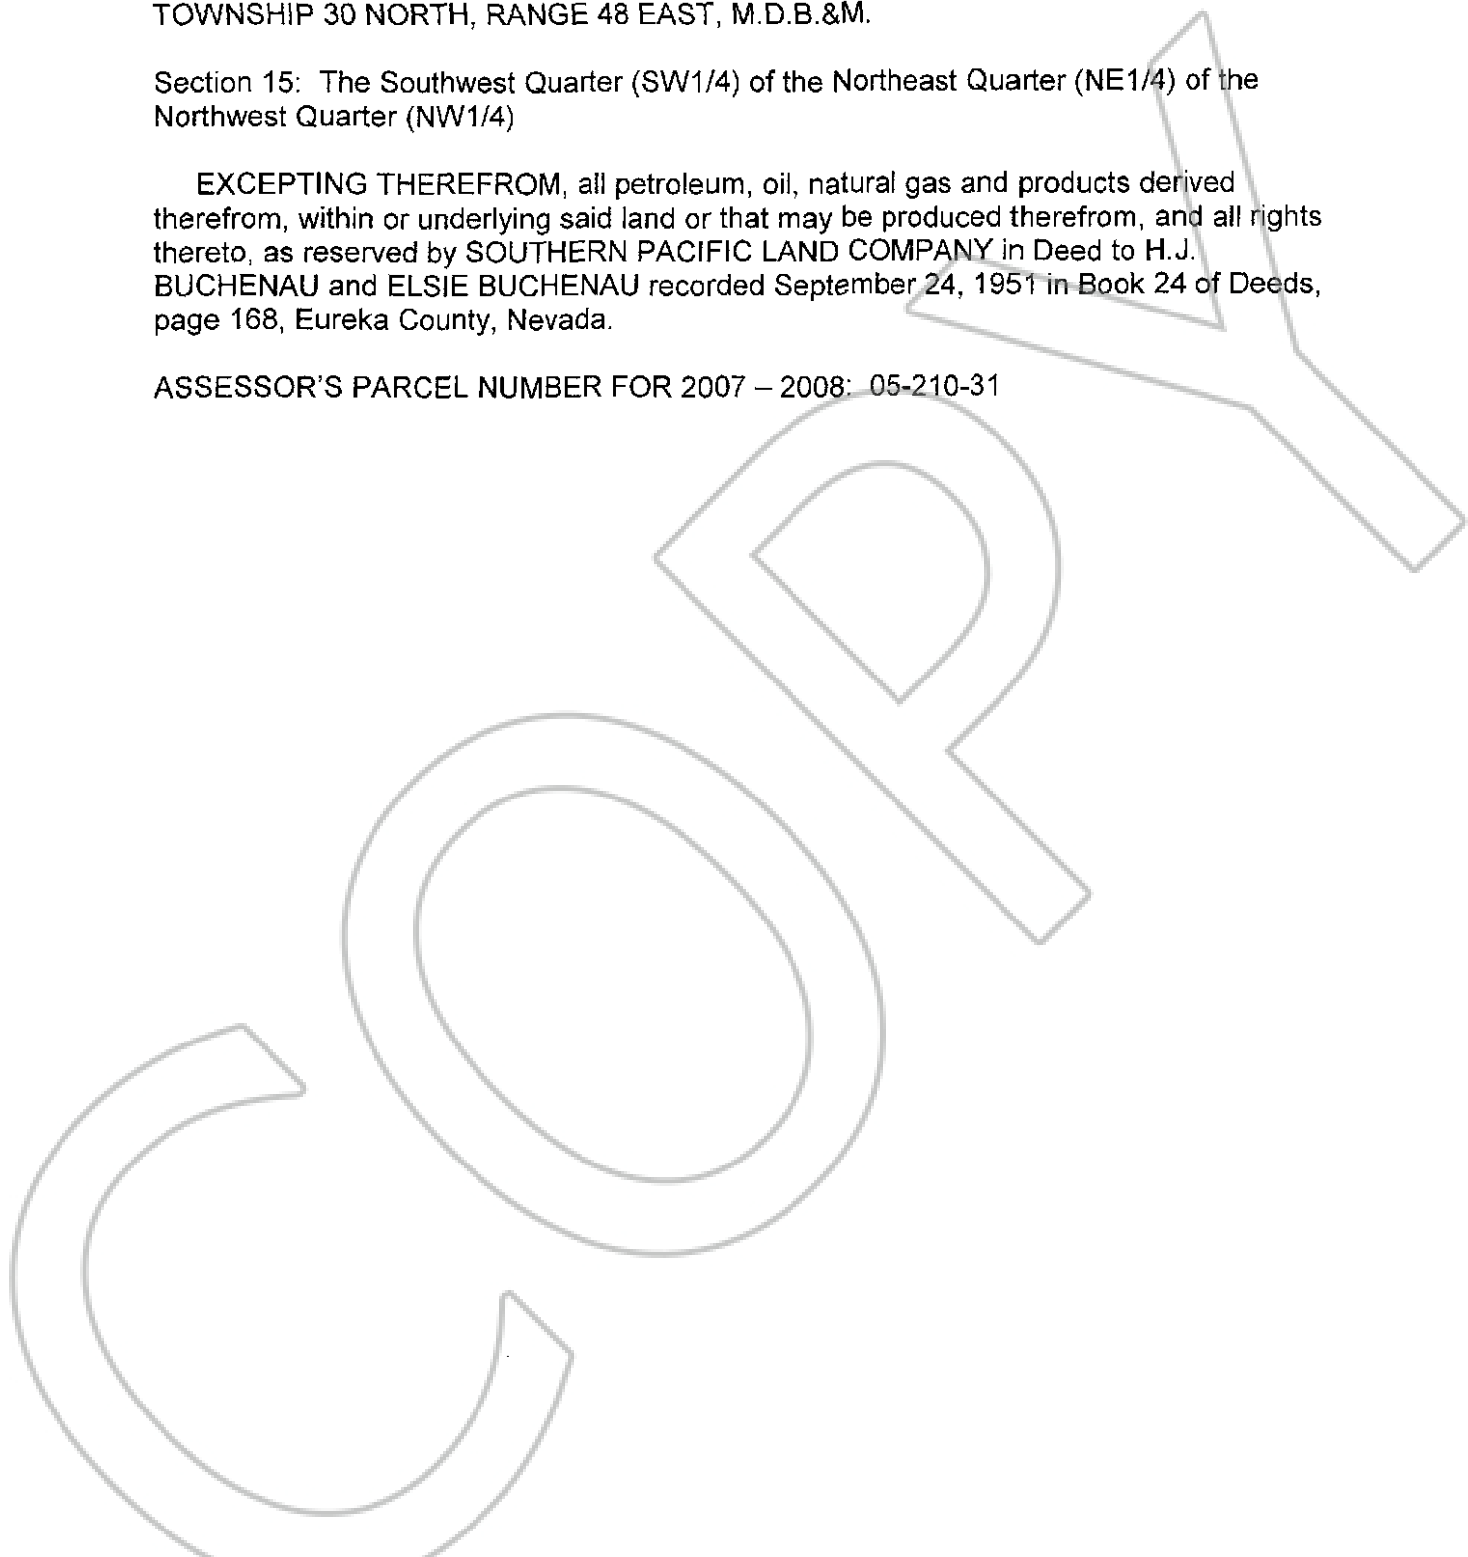 TOWNSHIP 30 NORTH, RANGE 48 EAST, M.D.B.&M.
Section 15: The Southwest Quarter (SW1/4) of the Northeast Quarter (NE1/4) of the
Northwest Quarter (NW1/4)
EXCEPTING THEREFROM, all petroleum, oil, natural gas and products derived
therefrom, within or underlying said land or that may be produced therefrom, and all rights
thereto, as reserved by SOUTHERN PACIFIC LAND COMPANY in Deed to H.J.
BUCHENAU and ELSIE BUCHENAU recorded September 24, 1951 in Book 24 of Deeds,
page 168, Eureka County, Nevada.
ASSESSOR'S PARCEL NUMBER FOR 2007 – 2008: 05-210-31
COPY